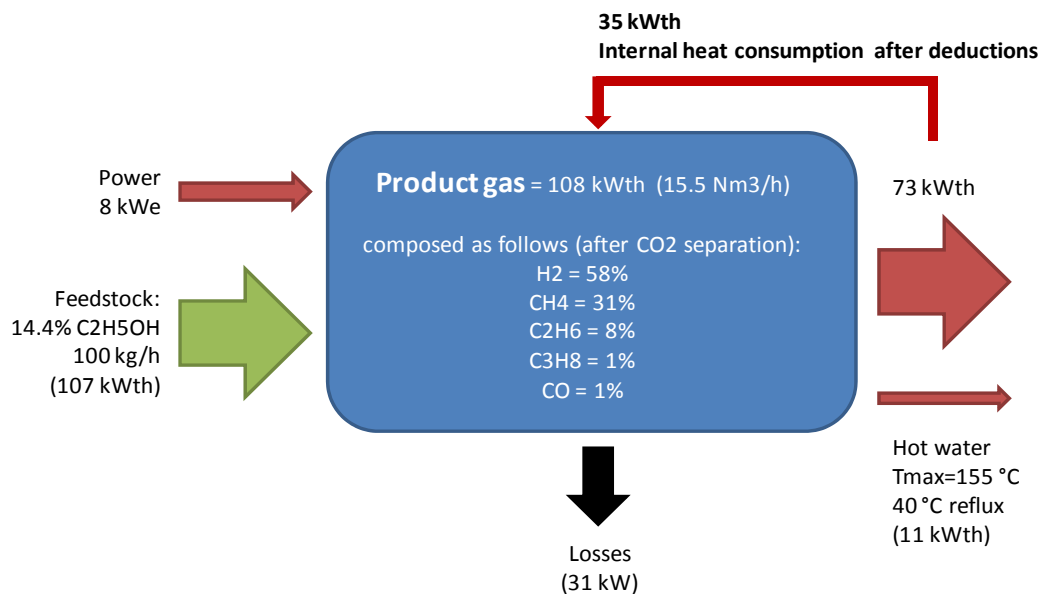 35 kWth
Internal heat consumption after deductions
Power
8 kWe
Feedstock:
14.4% C2H5OH
100 kg/h
(107 kWth)
Product gas = 108 kWth (15.5 Nm3/h)
composed as follows (after CO2 separation):
H2 = 58%
CH4 = 31%
C2H6 = 8%
C3H8 = 1%
CO = 1%
73 kWth
Hot water
Tmax=155 °C
40 °C reflux
(11 kWth)
Losses
(31 kW)